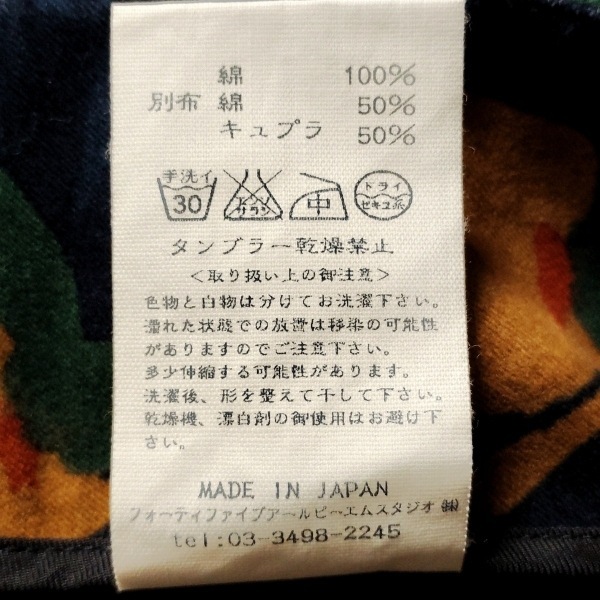 綿 100%
別布 綿 50%
キュプラ 50%
手洗イ 30 サラシ 中 ドライ セキユ系
タンブラー乾燥禁止
<取り扱い上の御注意>
色物と白物は分けてお洗濯下さい。
濡れた状態での放置は移染の可能性
がありますのでご注意下さい。
多少伸縮する可能性があります。
洗濯後、形を整えて干して下さい。
乾燥機、漂白剤の御使用はお避け下
さい。
MADE IN JAPAN
フォーティファイブアールピーエムスタジオ㈱
tel:03-3498-2245